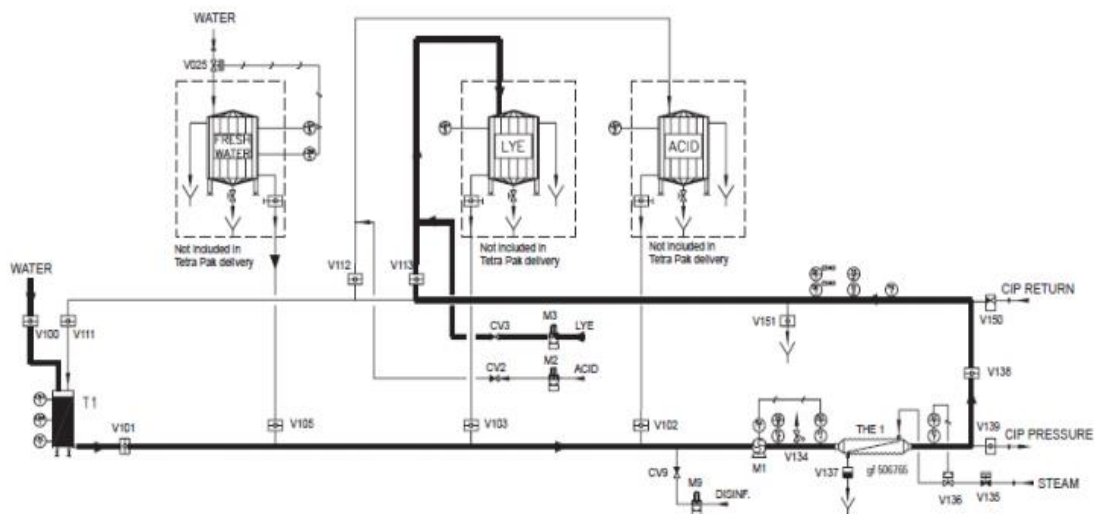 WATER
V025
FRESH
WATER
LYE
ACID
Not included in
Tetra Pak delivery
Not included in
Tetra Pak delivery
Not included in
Tetra Pak delivery
WATER
V112
V113
CIP RETURN
V150
V100
V111
CV3
M3
LYE
V151
CV2
M2
ACID
V138
T1
V101
V105
V103
V102
THE 1
V139
CIP PRESSURE
M1
V134
V137
gf 506765
CV9
M9
DISINF.
V136
V135
STEAM